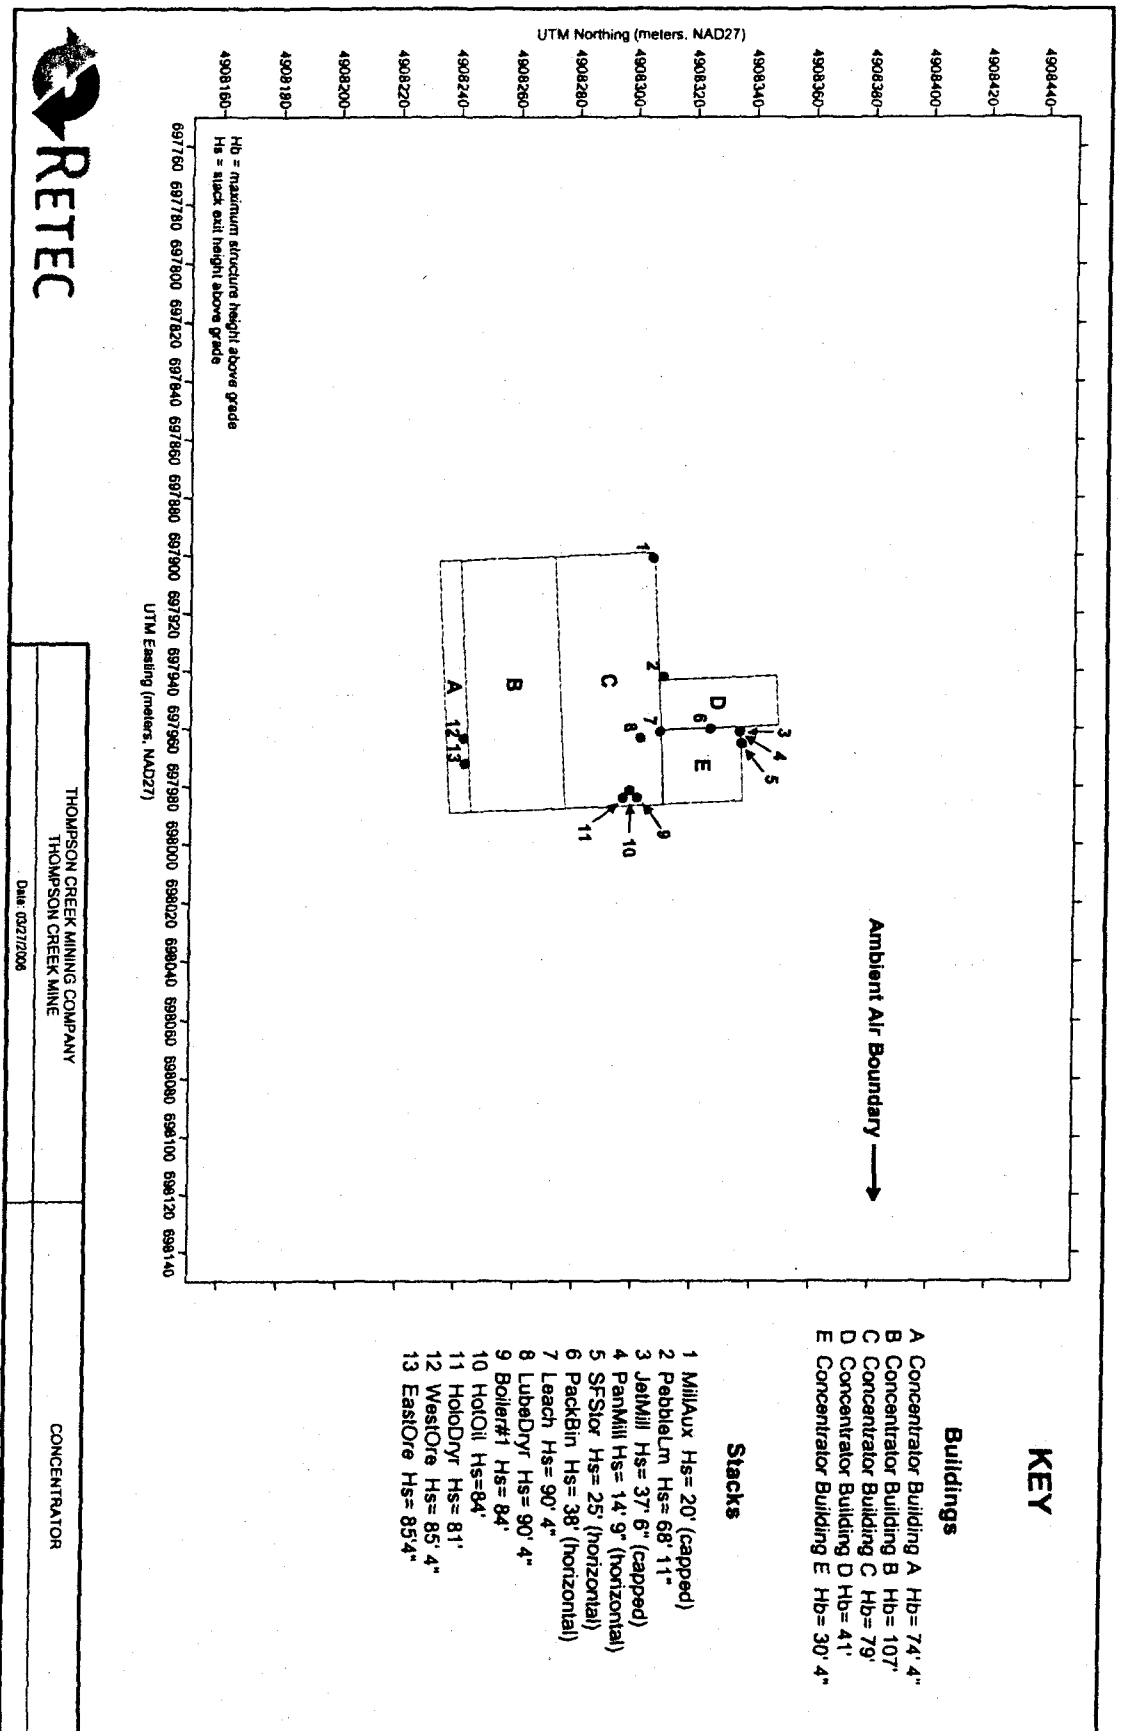 KEY
Buildings
A Concentrator Building A Hb= 74' 4"
B Concentrator Building B Hb= 107'
C Concentrator Building C Hb= 79'
D Concentrator Building D Hb= 41'
E Concentrator Building E Hb= 30' 4"
Stacks
1 MillAux Hs= 20' (capped)
2 PebbleLm Hs= 68' 11"
3 JetMill Hs= 37' 6" (capped)
4 PanMill Hs= 14' 9" (horizontal)
5 SFStor Hs= 25' (horizontal)
6 PackBin Hs= 38' (horizontal)
7 Leach Hs= 90' 4"
8 LubeDryr Hs= 90' 4"
9 Boiler#1 Hs= 84'
10 HotOil Hs=84'
11 HoloDryr Hs= 81'
12 WestOre Hs= 85' 4"
13 EastOre Hs= 85'4"
UTM Northing (meters, NAD27)
4908440
4908420
4908400
4908380
4908360
4908340
4908320
4908300
4908280
4908260
4908240
4908220
4908200
4908180
4908160
Ambient Air Boundary
3
4
5
D
6
E
2
7
1
C
8
9
10
11
B
A
12
13
Hb = maximum structure height above grade
Hs = stack exit height above grade
697760 697780 697800 697820 697840 697860 697880 697900 697920 697940 697960 697980 698000 698020 698040 698060 698080 698100 698120 698140
UTM Easting (meters, NAD27)
RETEC
THOMPSON CREEK MINING COMPANY
THOMPSON CREEK MINE
Date: 03/27/2006
CONCENTRATOR